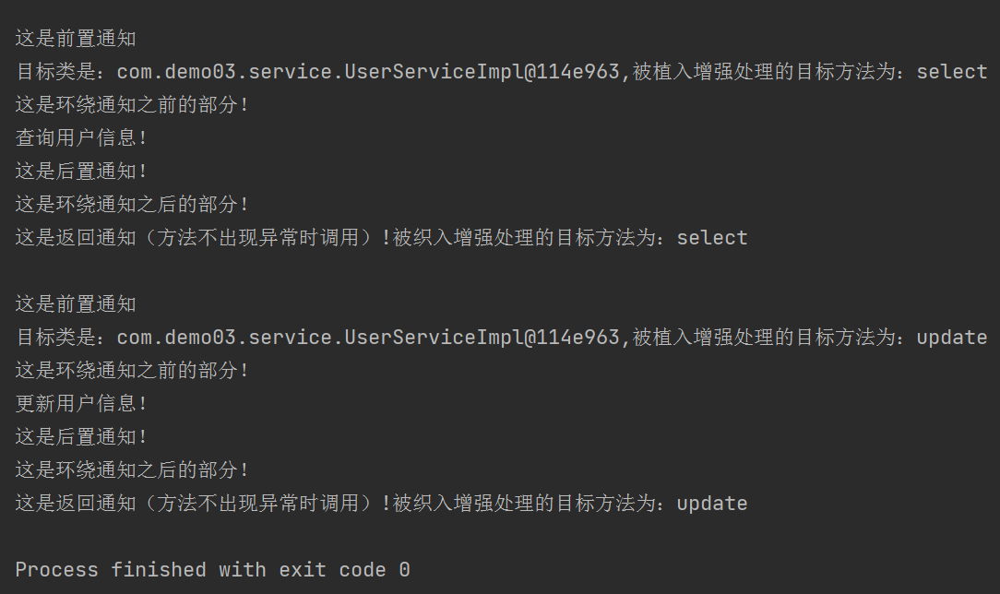 这是前置通知
目标类是：com.demo03.service.UserServiceImpl@114e963,被植入增强处理的目标方法为：select
这是环绕通知之前的部分!
查询用户信息!
这是后置通知!
这是环绕通知之后的部分!
这是返回通知（方法不出现异常时调用）!被织入增强处理的目标方法为：select
这是前置通知
目标类是：com.demo03.service.UserServiceImpl@114e963,被植入增强处理的目标方法为：update
这是环绕通知之前的部分!
更新用户信息!
这是后置通知!
这是环绕通知之后的部分!
这是返回通知（方法不出现异常时调用）!被织入增强处理的目标方法为：update
Process finished with exit code 0